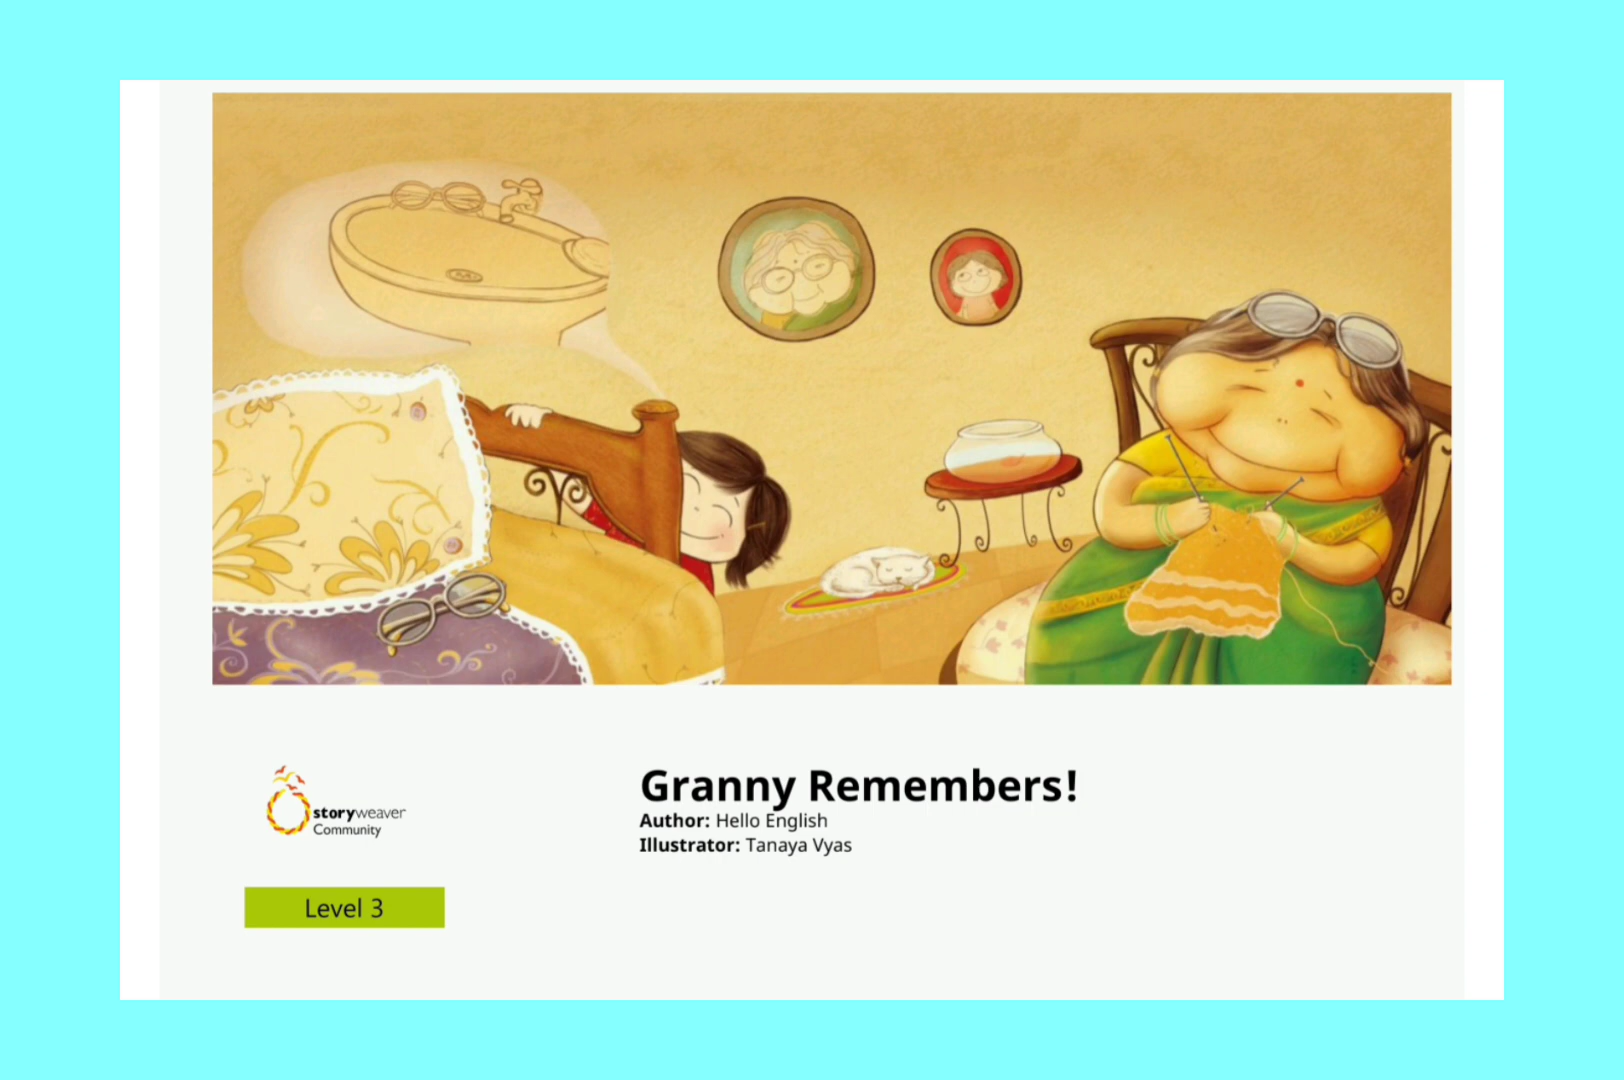 storyweaver
Community
Granny Remembers!
Author: Hello English
Illustrator: Tanaya Vyas
Level 3